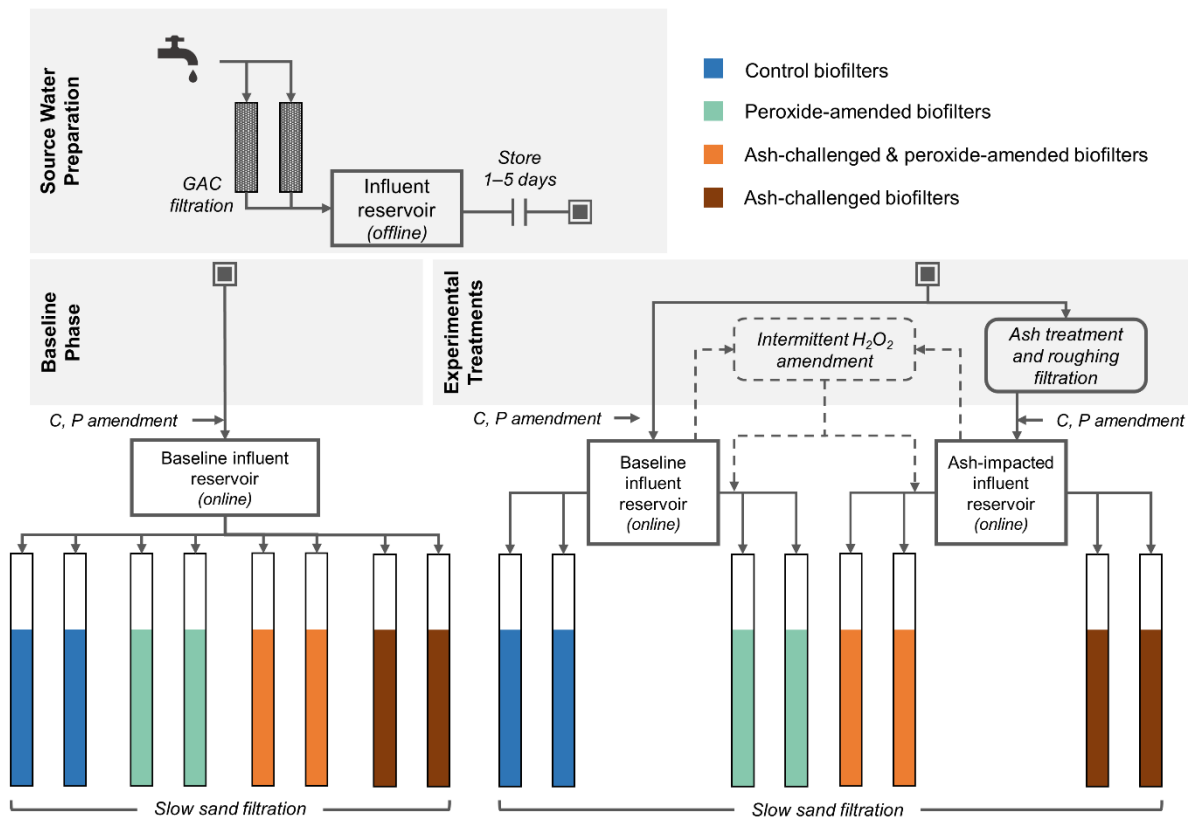 Source Water
Preparation
GAC
filtration
Influent
reservoir
(offline)
Store
1–5 days
Control biofilters
Peroxide-amended biofilters
Ash-challenged & peroxide-amended biofilters
Ash-challenged biofilters
Baseline
Phase
C, P amendment
Baseline influent
reservoir
(online)
Slow sand filtration
Experimental
Treatments
Intermittent H₂O₂
amendment
Ash treatment
and roughing
filtration
C, P amendment
C, P amendment
Baseline
influent
reservoir
(online)
Ash-impacted
influent
reservoir
(online)
Slow sand filtration